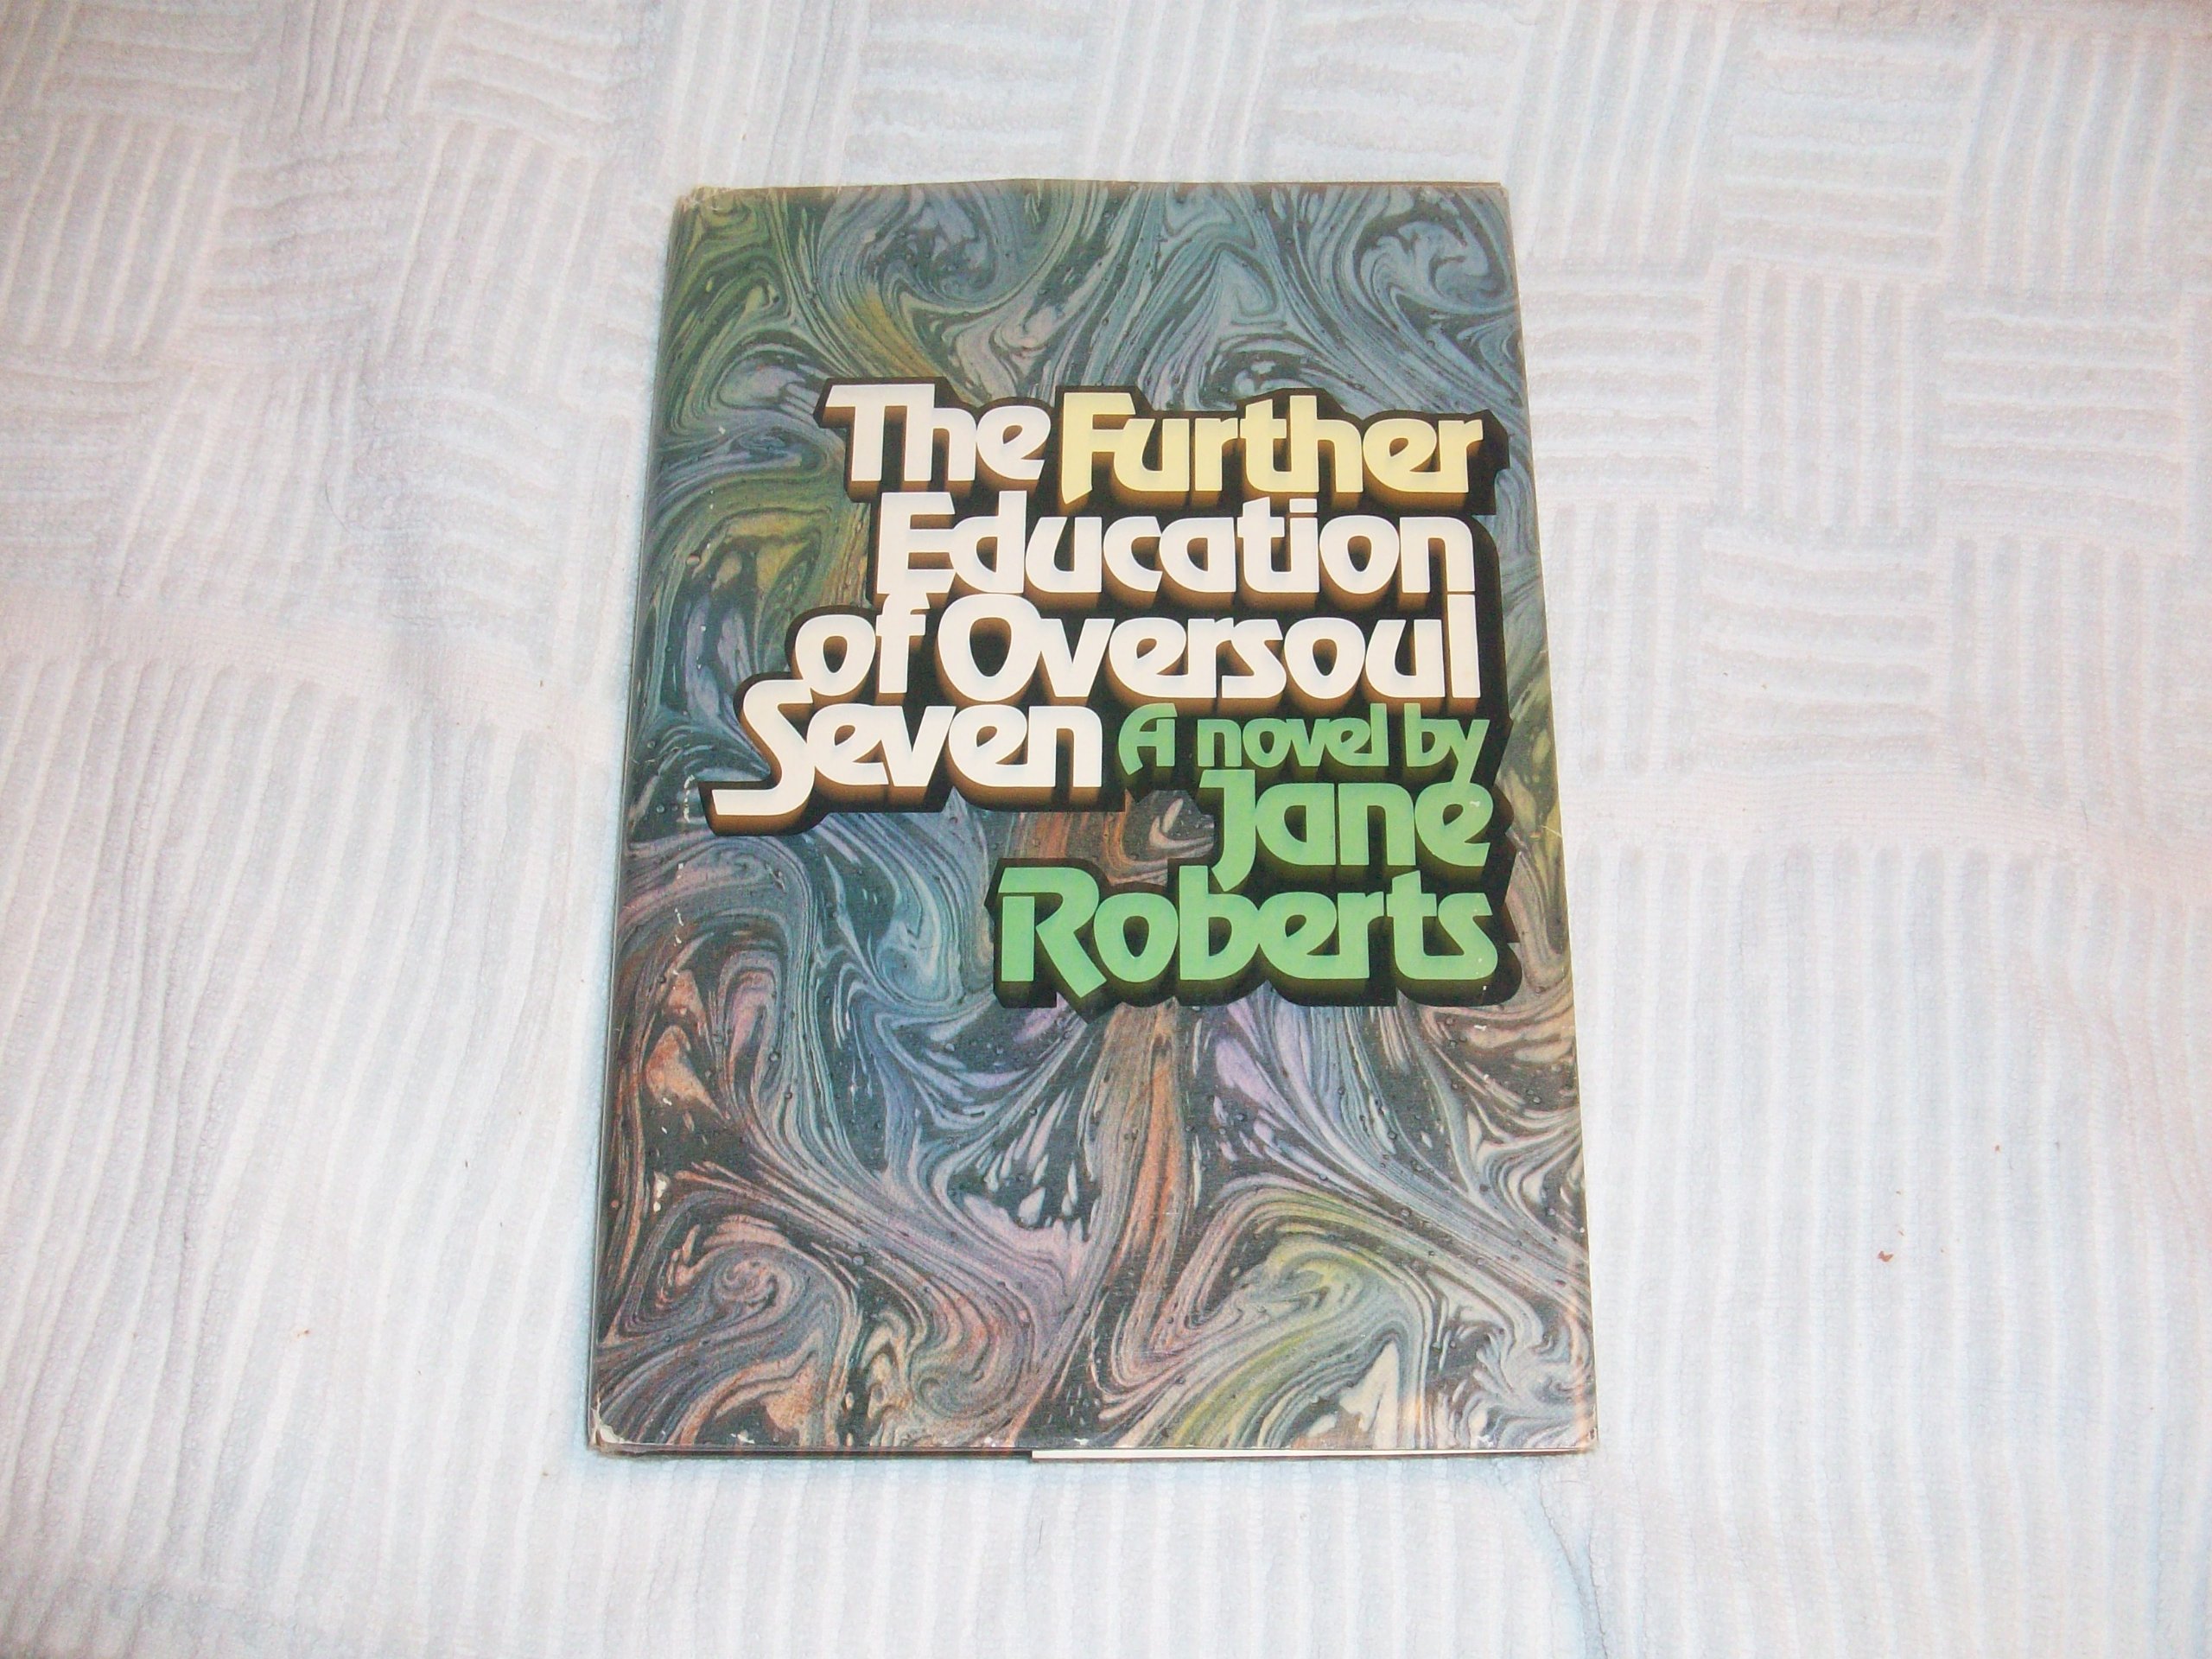 The Further
Education
of Oversoul
Seven A novel by
Jane
Roberts